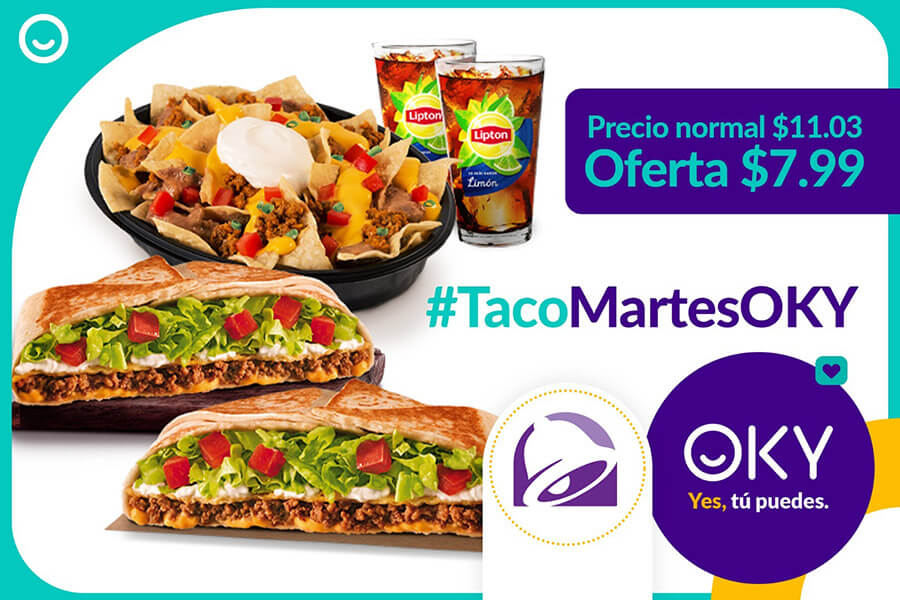 Precio normal $11.03
Oferta $7.99
Lipton
Lipton
Limón
#TacoMartesOKY
OKY
Yes, tú puedes.